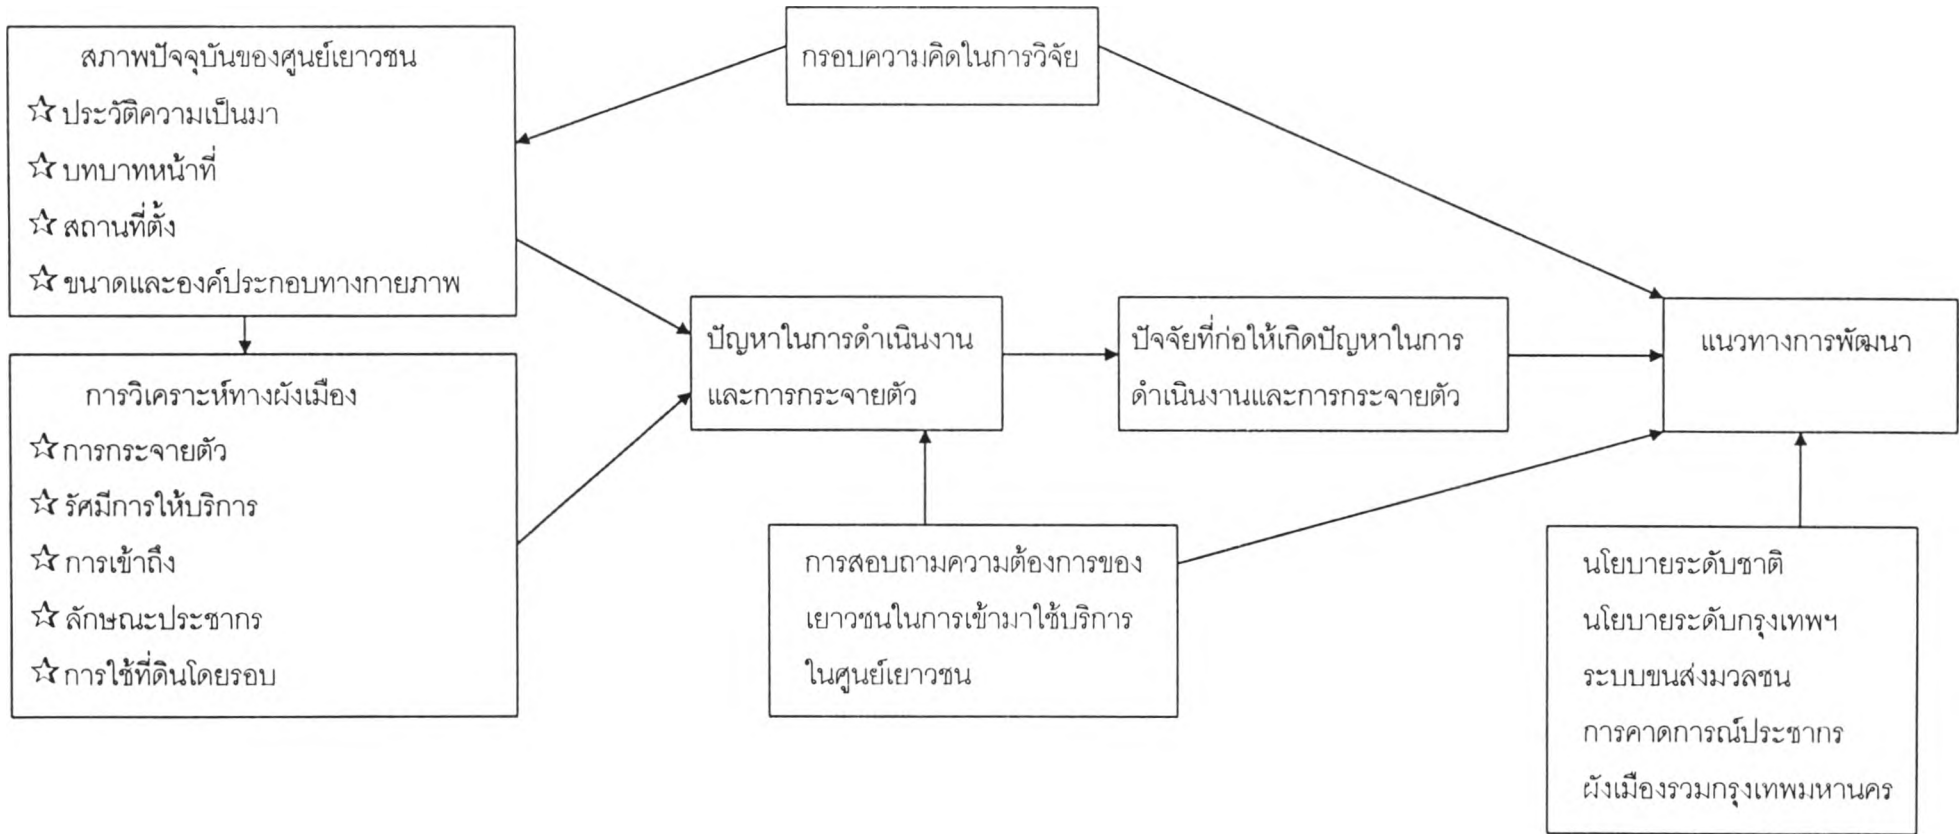 กรอบความคิดในการวิจัย
สภาพปัจจุบันของศูนย์เยาวชน
☆ประวัติความเป็นมา
☆บทบาทหน้าที่
☆สถานที่ตั้ง
☆ขนาดและองค์ประกอบทางกายภาพ
การวิเคราะห์ทางผังเมือง
☆การกระจายตัว
☆รัศมีการให้บริการ
☆การเข้าถึง
☆ลักษณะประชากร
☆การใช้ที่ดินโดยรอบ
ปัญหาในการดำเนินงาน
และการกระจายตัว
ปัจจัยที่ก่อให้เกิดปัญหาในการ
ดำเนินงานและการกระจายตัว
แนวทางการพัฒนา
การสอบถามความต้องการของ
เยาวชนในการเข้ามาใช้บริการ
ในศูนย์เยาวชน
นโยบายระดับชาติ
นโยบายระดับกรุงเทพฯ
ระบบขนส่งมวลชน
การคาดการณ์ประชากร
ผังเมืองรวมกรุงเทพมหานคร